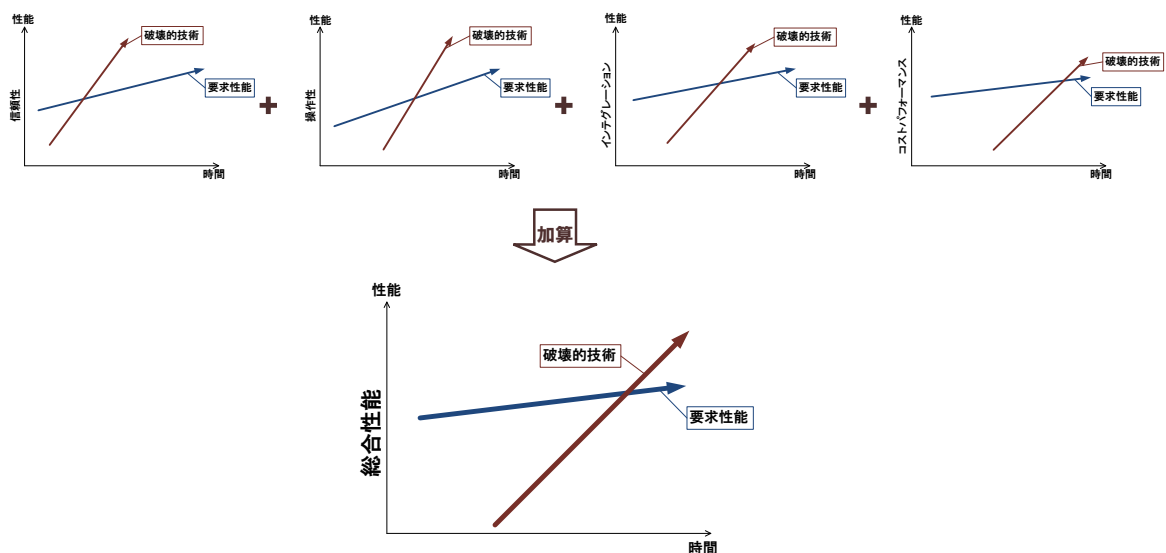 性能
破壊的技術
要求性能
信頼性
時間
+
性能
破壊的技術
要求性能
操作性
時間
+
性能
破壊的技術
要求性能
インテグレーション
時間
+
性能
破壊的技術
要求性能
コストパフォーマンス
時間
加算
性能
破壊的技術
要求性能
総合性能
時間